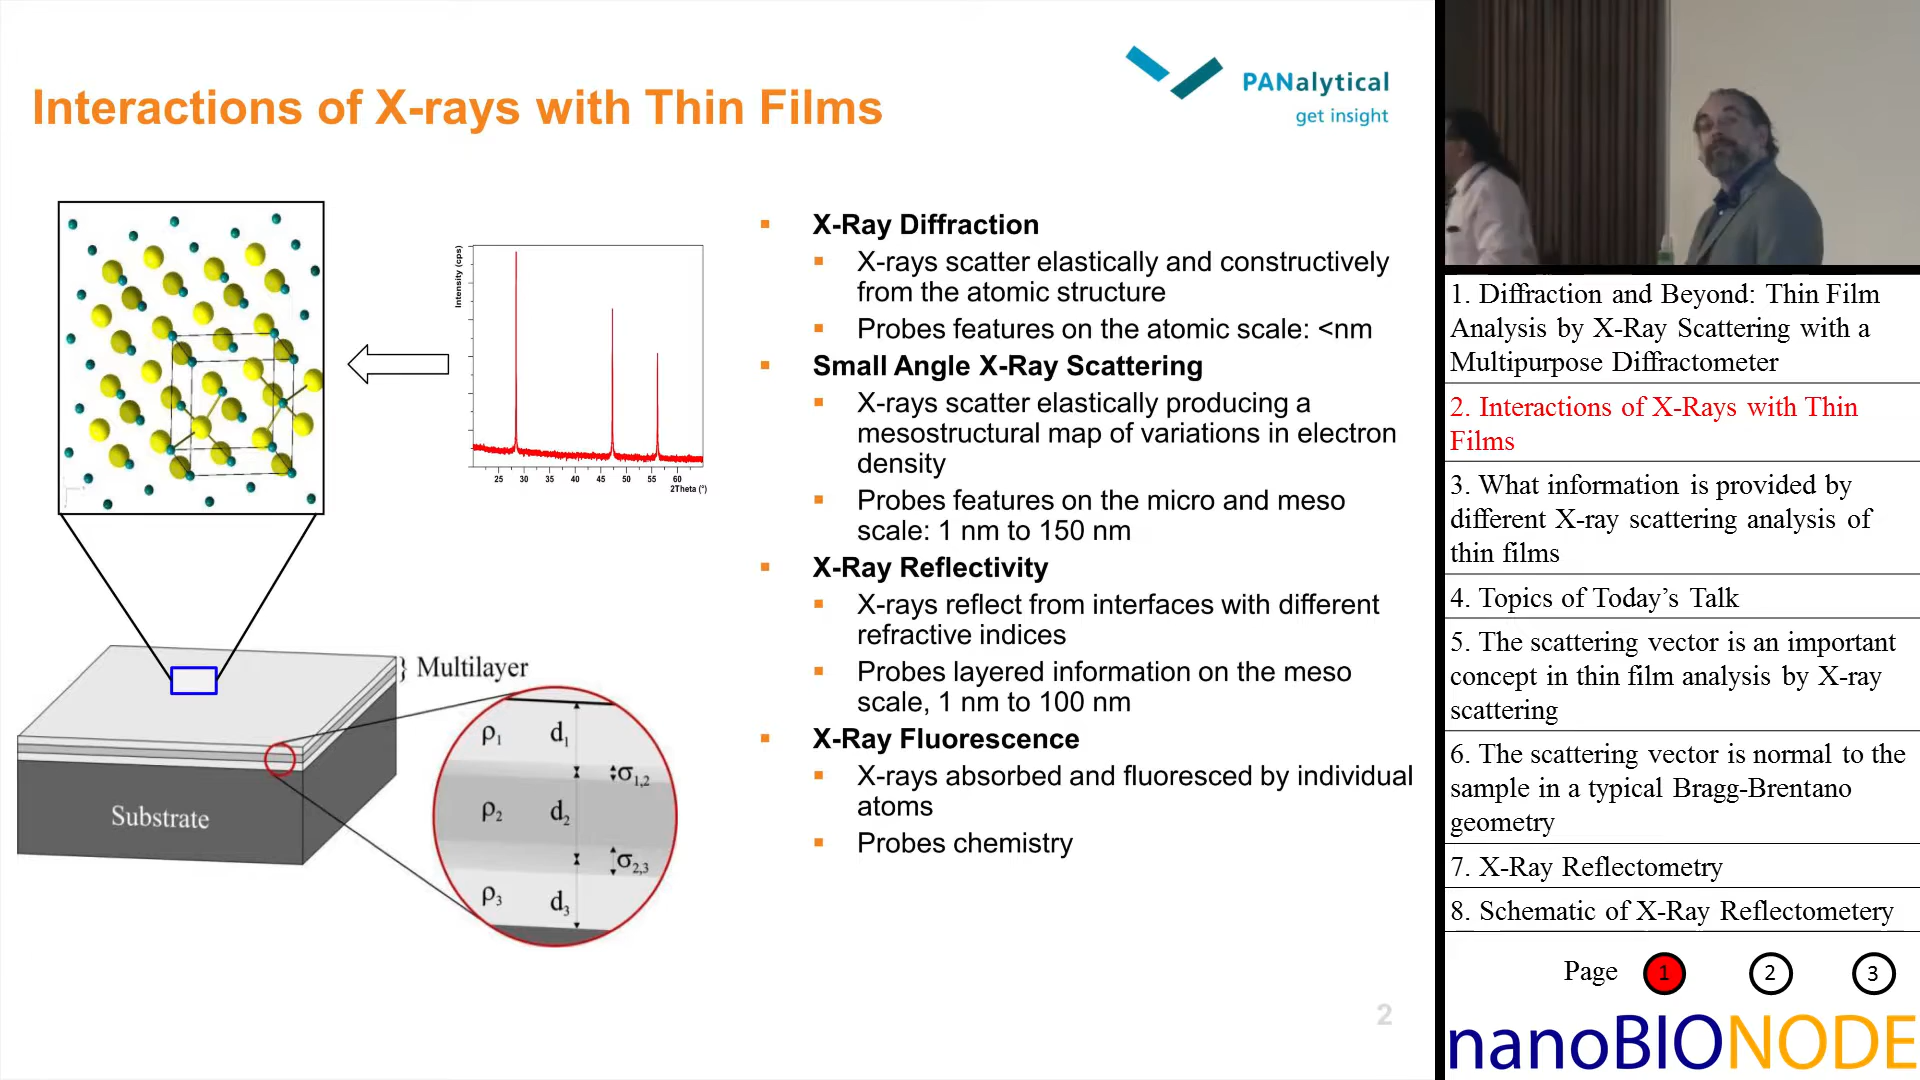 Interactions of X-rays with Thin Films
PANalytical
get insight
Intensity (cps)
25 30 35 40 45 50 55 60
2Theta (°)
Multilayer
Substrate
ρ1 d1
σ1,2
ρ2 d2
σ2,3
ρ3 d3
X-Ray Diffraction
X-rays scatter elastically and constructively
from the atomic structure
Probes features on the atomic scale: <nm
Small Angle X-Ray Scattering
X-rays scatter elastically producing a
mesostructural map of variations in electron
density
Probes features on the micro and meso
scale: 1 nm to 150 nm
X-Ray Reflectivity
X-rays reflect from interfaces with different
refractive indices
Probes layered information on the meso
scale, 1 nm to 100 nm
X-Ray Fluorescence
X-rays absorbed and fluoresced by individual
atoms
Probes chemistry
2
1. Diffraction and Beyond: Thin Film
Analysis by X-Ray Scattering with a
Multipurpose Diffractometer
2. Interactions of X-Rays with Thin
Films
3. What information is provided by
different X-ray scattering analysis of
thin films
4. Topics of Today’s Talk
5. The scattering vector is an important
concept in thin film analysis by X-ray
scattering
6. The scattering vector is normal to the
sample in a typical Bragg-Brentano
geometry
7. X-Ray Reflectometry
8. Schematic of X-Ray Reflectometery
Page 1 2 3
nanoBIONODE